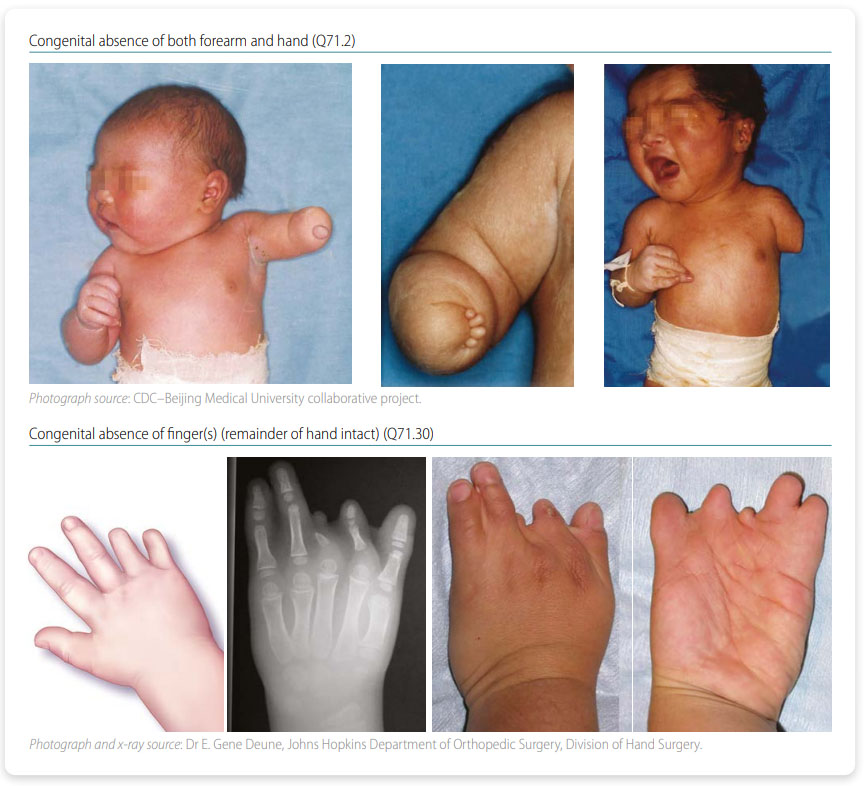 Congenital absence of both forearm and hand (Q71.2)
Photograph source: CDC–Beijing Medical University collaborative project.
Congenital absence of finger(s) (remainder of hand intact) (Q71.30)
Photograph and x-ray source: Dr E. Gene Deune, Johns Hopkins Department of Orthopedic Surgery, Division of Hand Surgery.